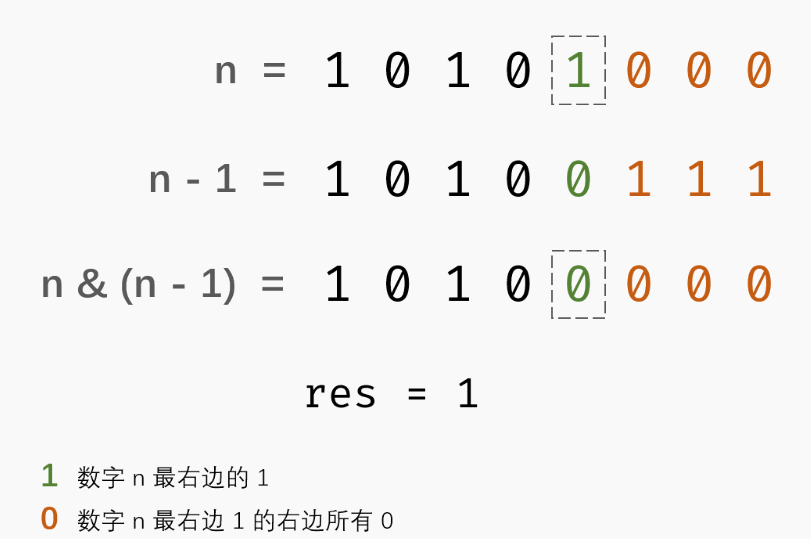 n = 1 0 1 0 1 0 0 0
n - 1 = 1 0 1 0 0 1 1 1
n & (n - 1) = 1 0 1 0 0 0 0 0
res = 1
1 数字 n 最右边的 1
0 数字 n 最右边 1 的右边所有 0